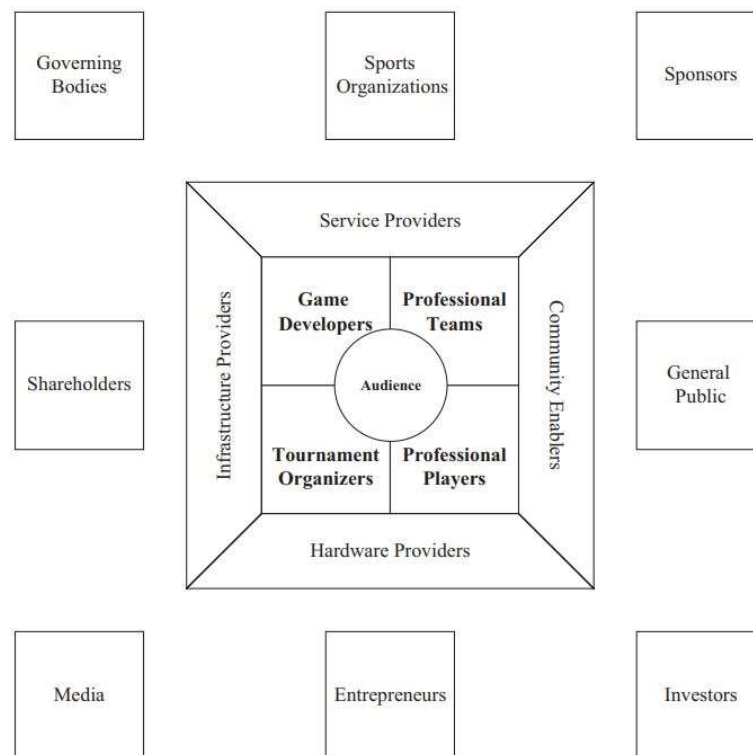 Governing
Bodies
Sports
Organizations
Sponsors
Service Providers
Infrastructure Providers
Game
Developers
Professional
Teams
Community Enablers
Shareholders
Audience
General
Public
Tournament
Organizers
Professional
Players
Hardware Providers
Media
Entrepreneurs
Investors